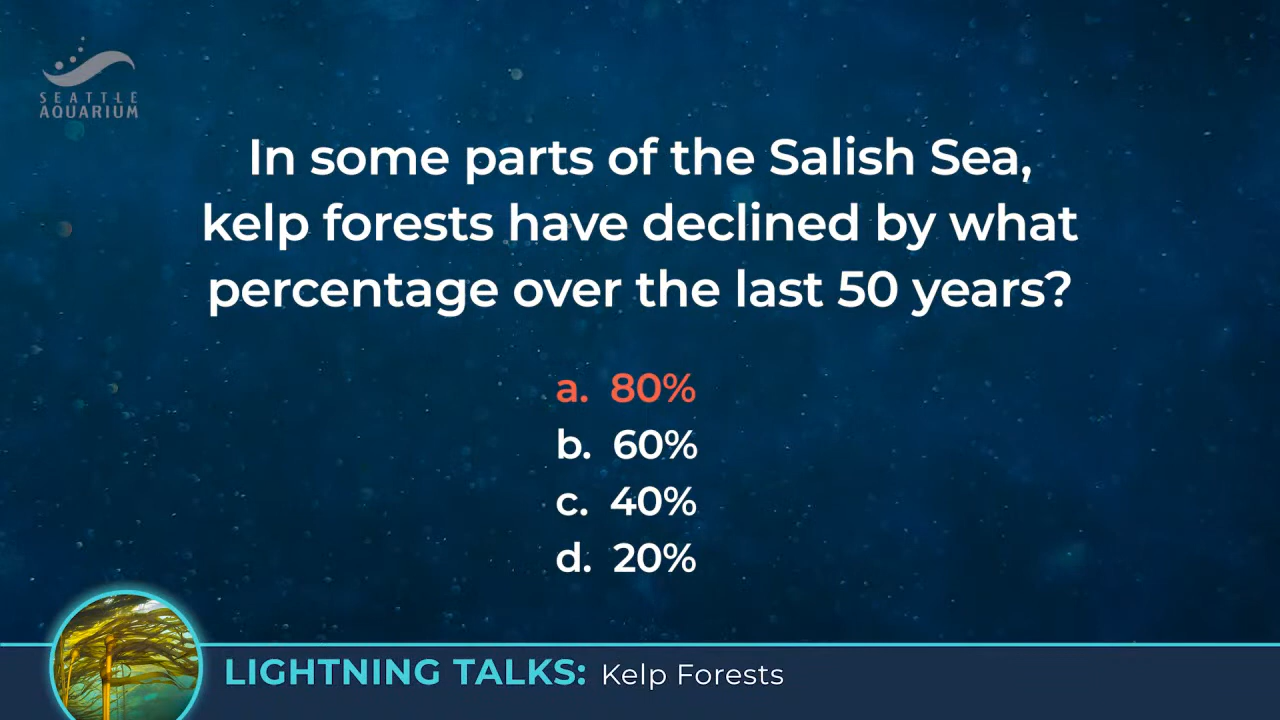 SEATTLE
AQUARIUM
In some parts of the Salish Sea,
kelp forests have declined by what
percentage over the last 50 years?
a. 80%
b. 60%
c. 40%
d. 20%
LIGHTNING TALKS: Kelp Forests